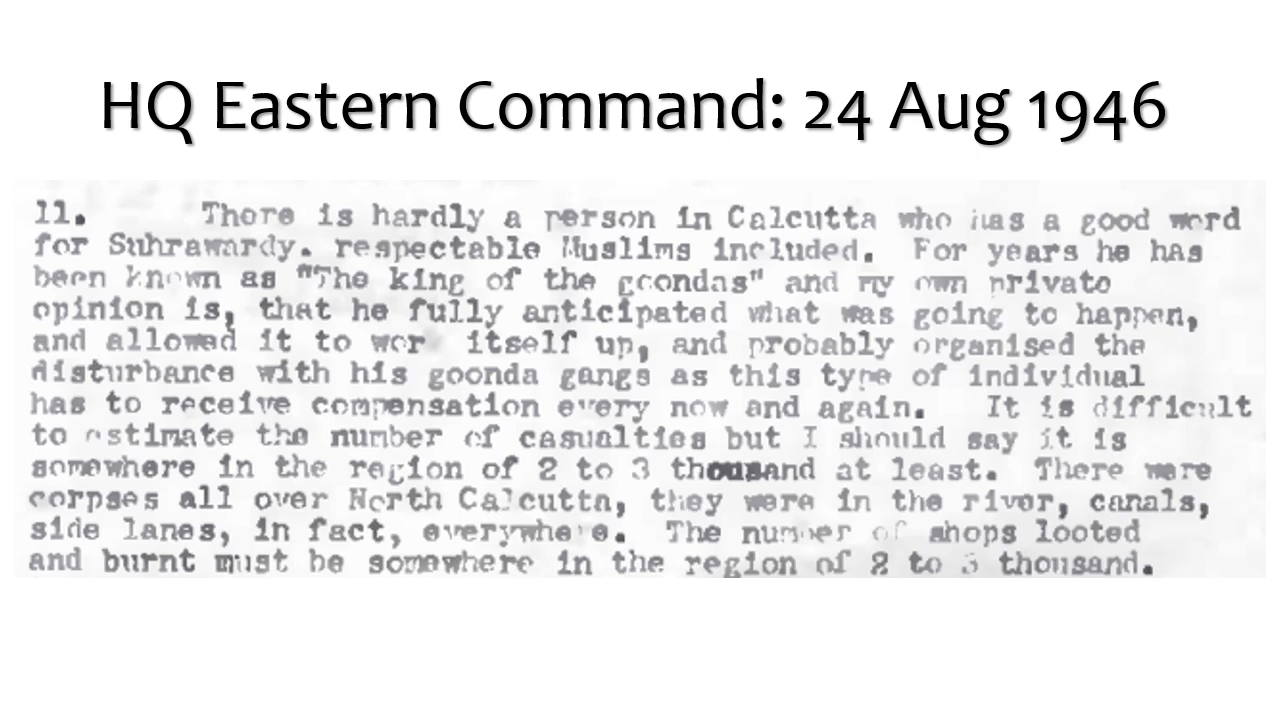 HQ Eastern Command: 24 Aug 1946
11. There is hardly a person in Calcutta who has a good word
for Suhrawardy. respectable Muslims included. For years he has
been known as "The king of the goondas" and my own private
opinion is, that he fully anticipated what was going to happen,
and allowed it to work itself up, and probably organised the
disturbance with his goonda gangs as this type of individual
has to receive compensation every now and again. It is difficult
to estimate the number of casualties but I should say it is
somewhere in the region of 2 to 3 thousand at least. There were
corpses all over North Calcutta, they were in the river, canals,
side lanes, in fact, everywhere. The number of shops looted
and burnt must be somewhere in the region of 2 to 3 thousand.